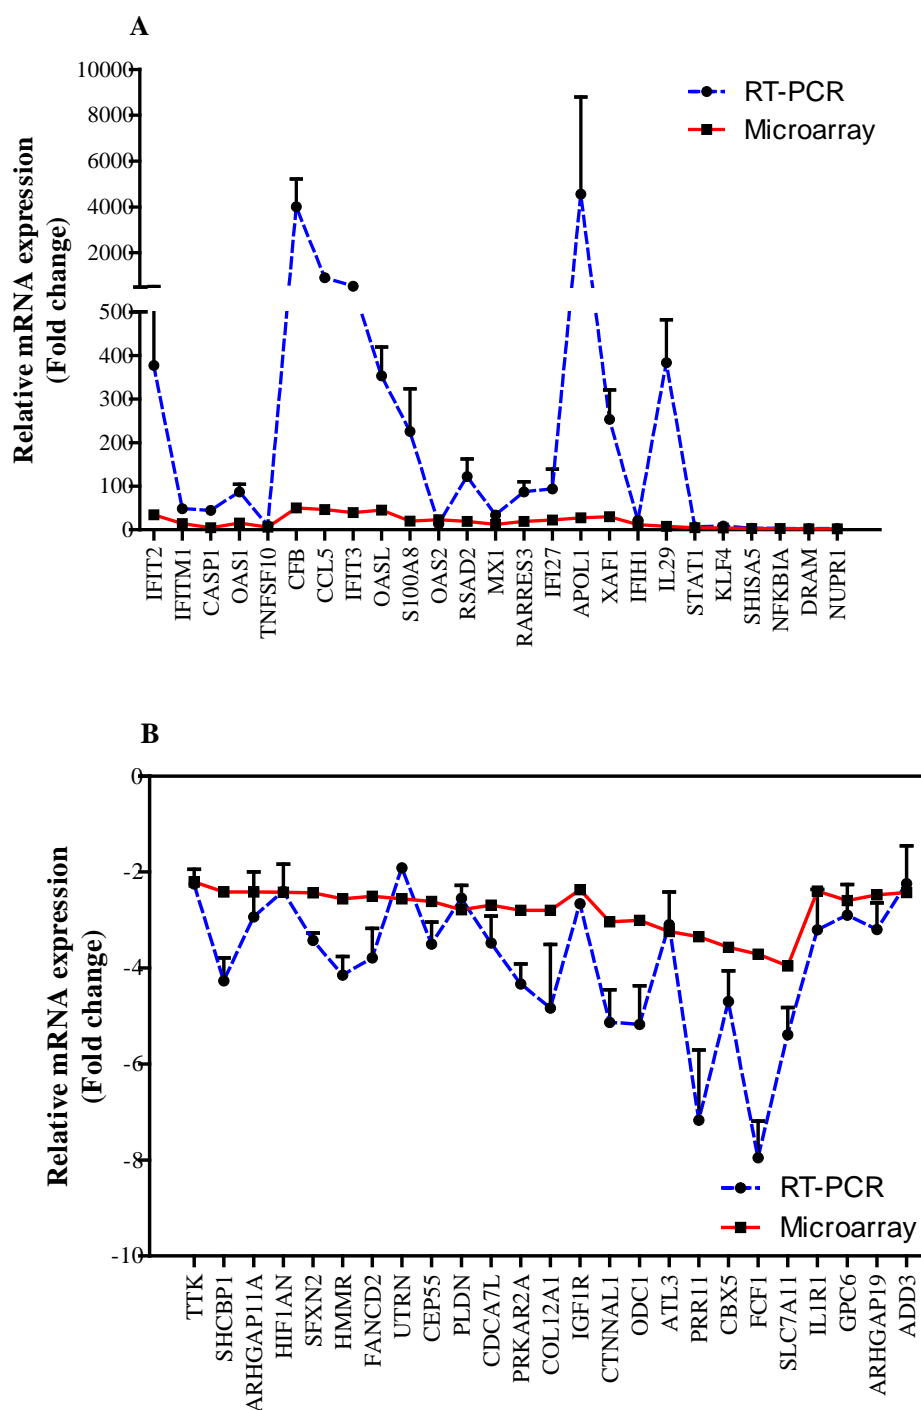 A
10000
8000
6000
4000
2000
500
400
300
200
100
0
Relative mRNA expression
(Fold change)
RT-PCR
Microarray
IFIT2
IFITM1
CASP1
OAS1
TNFSF10
CFB
CCL5
IFIT3
OASL
S100A8
OAS2
RSAD2
MX1
RARRES3
IFI27
APOL1
XAF1
IFIH1
IL29
STAT1
KLF4
SHISA5
NFKBIA
DRAM
NUPR1
B
0
-2
-4
-6
-8
-10
Relative mRNA expression
(Fold change)
RT-PCR
Microarray
TTK
SHCBP1
ARHGAP11A
HIF1AN
SFXN2
HMMR
FANCD2
UTRN
CEP55
PLDN
CDCA7L
PRKAR2A
COL12A1
IGF1R
CTNNAL1
ODC1
ATL3
PRR11
CBX5
FCF1
SLC7A11
IL1R1
GPC6
ARHGAP19
ADD3